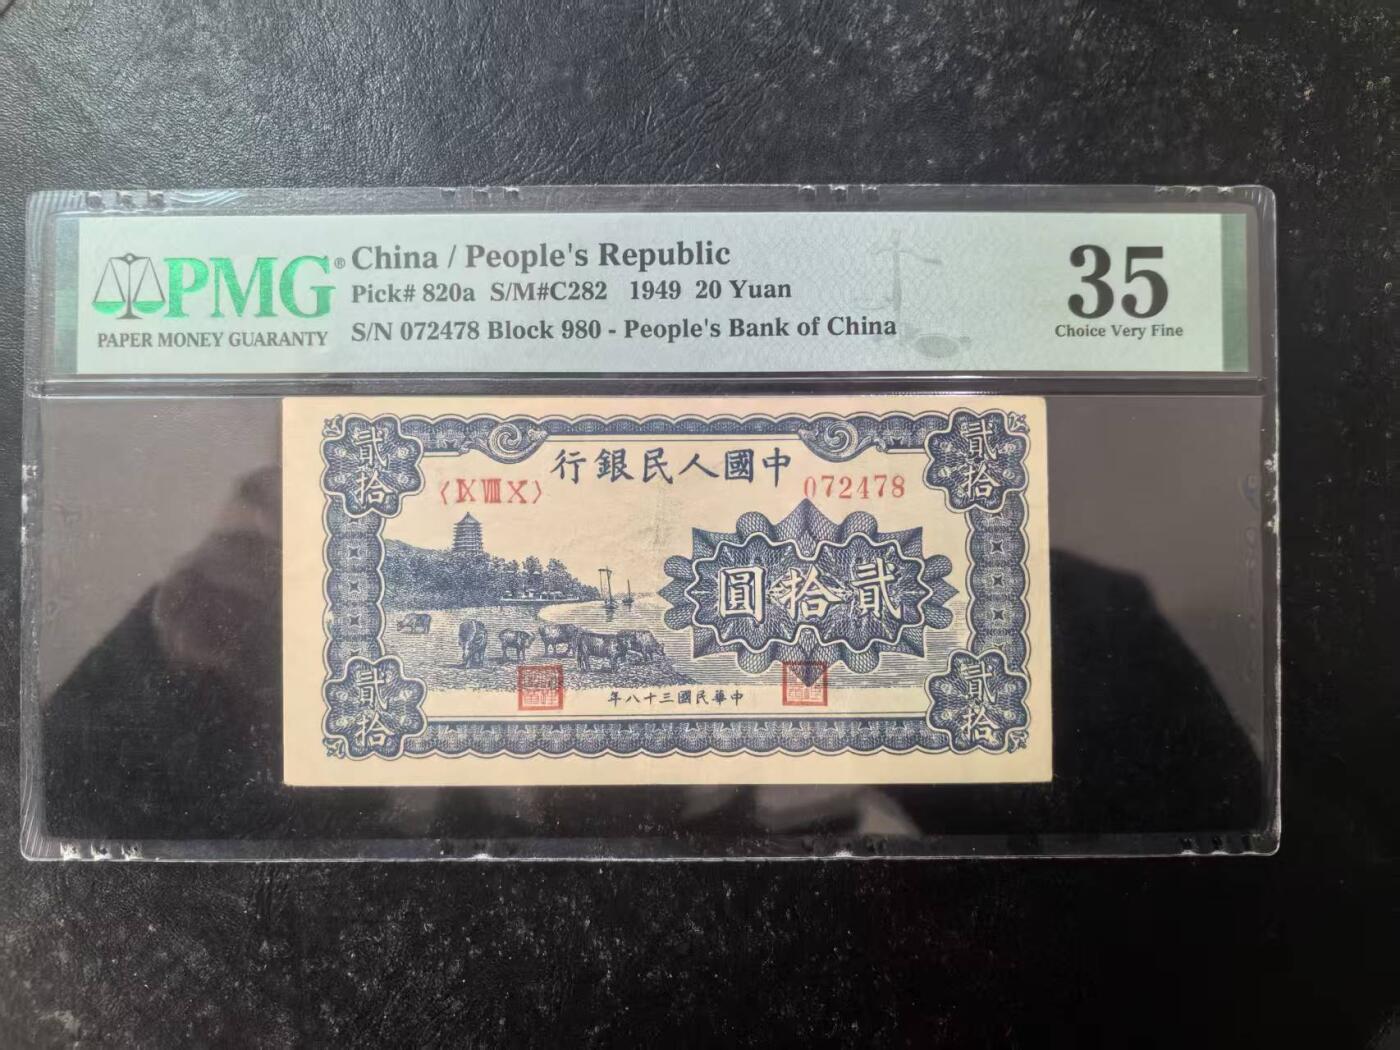 PMG®
PAPER MONEY GUARANTY
China / People's Republic
Pick# 820a S/M#C282 1949 20 Yuan
S/N 072478 Block 980 - People's Bank of China
35
Choice Very Fine
貳拾
貳拾
行銀民人國中
〈ⅨⅧⅩ〉
072478
圓拾貳
年八十三國民華中
貳拾
貳拾